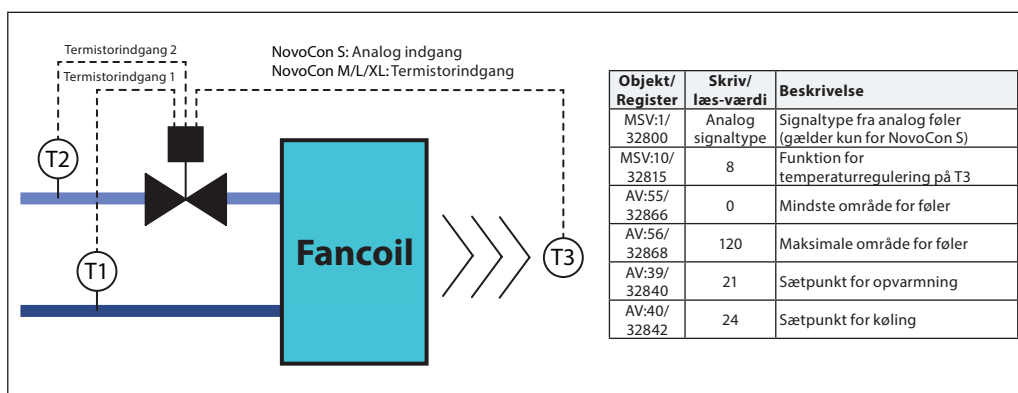 Termistorindgang 2
Termistorindgang 1
NovoCon S: Analog indgang
NovoCon M/L/XL: Termistorindgang
T2
T1
Fancoil
T3
Objekt/
Register
Skriv/
læs-værdi
Beskrivelse
MSV:1/
32800
Analog
signaltype
Signaltype fra analog føler
(gælder kun for NovoCon S)
MSV:10/
32815
8
Funktion for
temperaturregulering på T3
AV:55/
32866
0
Mindste område for føler
AV:56/
32868
120
Maksimale område for føler
AV:39/
32840
21
Sætpunkt for opvarmning
AV:40/
32842
24
Sætpunkt for køling